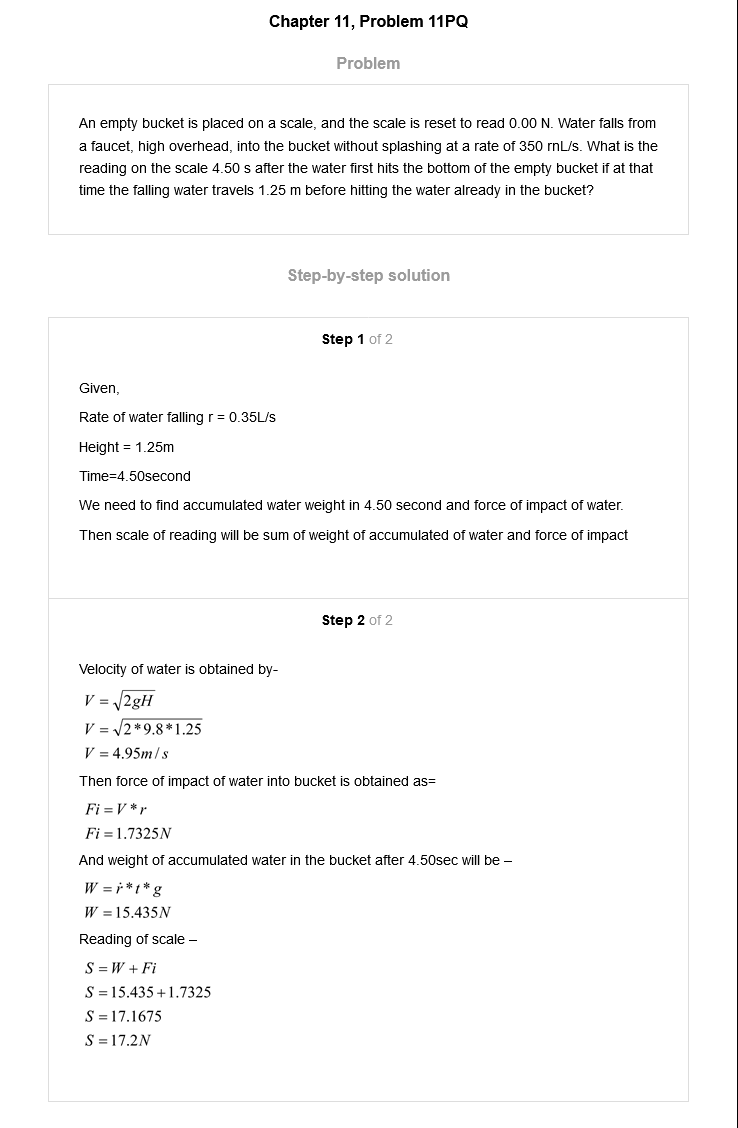 Chapter 11, Problem 11PQ
Problem
An empty bucket is placed on a scale, and the scale is reset to read 0.00 N. Water falls from
a faucet, high overhead, into the bucket without splashing at a rate of 350 rnL/s. What is the
reading on the scale 4.50 s after the water first hits the bottom of the empty bucket if at that
time the falling water travels 1.25 m before hitting the water already in the bucket?
Step-by-step solution
Step 1 of 2
Given,
Rate of water falling r = 0.35L/s
Height = 1.25m
Time=4.50second
We need to find accumulated water weight in 4.50 second and force of impact of water.
Then scale of reading will be sum of weight of accumulated of water and force of impact
Step 2 of 2
Velocity of water is obtained by-
V = √2gH
V = √2*9.8*1.25
V = 4.95m/s
Then force of impact of water into bucket is obtained as=
Fi = V * r
Fi = 1.7325N
And weight of accumulated water in the bucket after 4.50sec will be –
W = ṙ * t * g
W = 15.435N
Reading of scale –
S = W + Fi
S = 15.435 + 1.7325
S = 17.1675
S = 17.2N